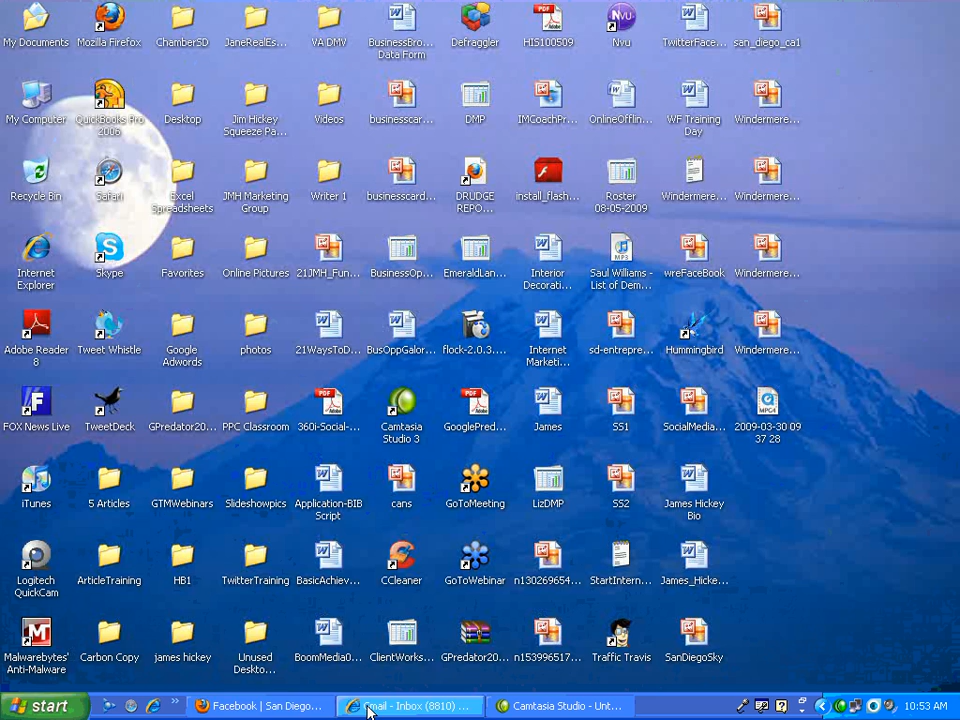 My Documents
Mozilla Firefox
ChamberSD
JaneRealEs...
VA DMV
BusinessBro...
Data Form
Defraggler
HIS100509
Nvu
TwitterFace...
san_diego_ca1
My Computer
QuickBooks Pro
2006
Desktop
Jim Hickey
Squeeze Pa...
Videos
businesscar...
DMP
IMCoachPr...
OnlineOfflin...
WF Training
Day
Windermere...
Recycle Bin
Safari
Excel
Spreadsheets
JMH Marketing
Group
Writer 1
businesscard...
DRUDGE
REPO...
install_flash...
Roster
08-05-2009
Windermere...
Windermere...
Internet
Explorer
Skype
Favorites
Online Pictures
21JMH_Fun...
BusinessOp...
EmeraldLan...
Interior
Decorati...
Saul Williams -
List of Dem...
wreFaceBook
Windermere...
Adobe Reader
8
Tweet Whistle
Google
Adwords
photos
21WaysToD...
BusOppGalor...
flock-2.0.3....
Internet
Marketi...
sd-entrepre...
Hummingbird
Windermere...
FOX News Live
TweetDeck
GPredator20...
PPC Classroom
360i-Social-...
Camtasia
Studio 3
GooglePred...
James
SS1
SocialMedia...
2009-03-30 09
37 28
iTunes
5 Articles
GTMWebinars
Slideshowpics
Application-BIB
Script
cans
GoToMeeting
LizDMP
SS2
James Hickey
Bio
Logitech
QuickCam
ArticleTraining
HB1
TwitterTraining
BasicAchiev...
CCleaner
GoToWebinar
n130269654...
StartIntern...
James_Hicke...
Malwarebytes'
Anti-Malware
Carbon Copy
james hickey
Unused
Deskto...
BoomMedia0...
ClientWorks...
GPredator20...
n153996517...
Traffic Travis
SanDiegoSky
start
Facebook | San Diego...
Gmail - Inbox (8810) ...
Camtasia Studio - Unt...
10:53 AM